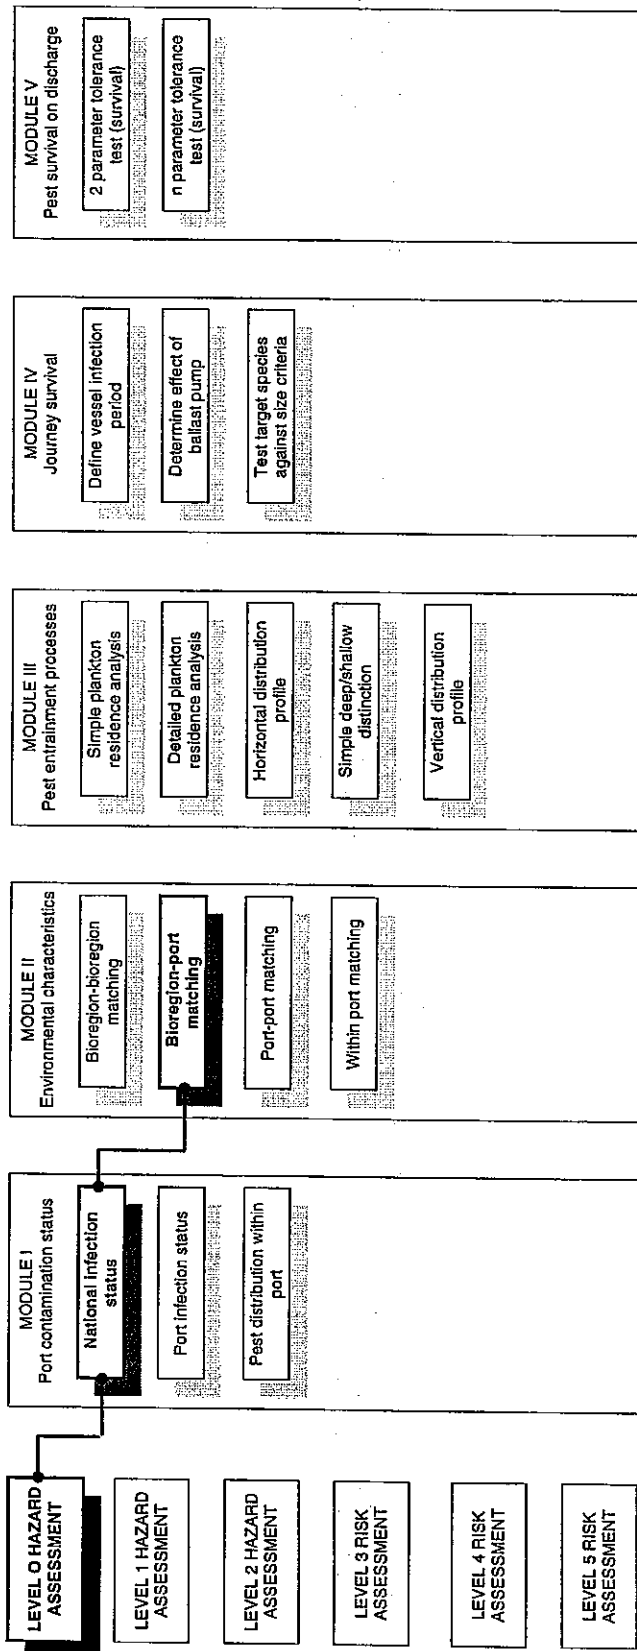 LEVEL O HAZARD
ASSESSMENT
LEVEL 1 HAZARD
ASSESSMENT
LEVEL 2 HAZARD
ASSESSMENT
LEVEL 3 RISK
ASSESSMENT
LEVEL 4 RISK
ASSESSMENT
LEVEL 5 RISK
ASSESSMENT
MODULE I
Port contamination status
National infection
status
Port infection status
Pest distribution within
port
MODULE II
Environmental characteristics
Bioregion-bioregion
matching
Bioregion-port
matching
Port-port matching
Within port matching
MODULE III
Pest entrainment processes
Simple plankton
residence analysis
Detailed plankton
residence analysis
Horizontal distribution
profile
Simple deep/shallow
distinction
Vertical distribution
profile
MODULE IV
Journey survival
Define vessel infection
period
Determine effect of
ballast pump
Test target species
against size criteria
MODULE V
Pest survival on discharge
2 parameter tolerance
test (survival)
n parameter tolerance
test (survival)